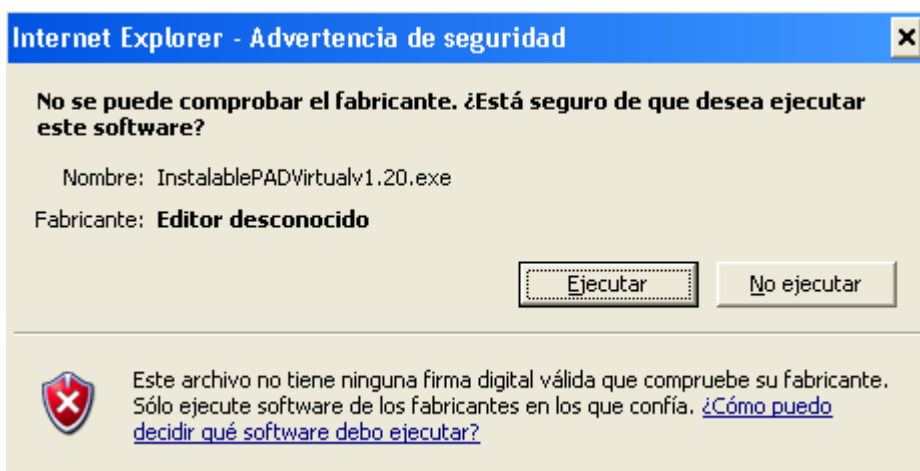 Internet Explorer - Advertencia de seguridad
No se puede comprobar el fabricante. ¿Está seguro de que desea ejecutar
este software?
Nombre: InstalablePADVirtualv1.20.exe
Fabricante: Editor desconocido
Ejecutar No ejecutar
Este archivo no tiene ninguna firma digital válida que compruebe su fabricante.
Sólo ejecute software de los fabricantes en los que confía. ¿Cómo puedo
decidir qué software debo ejecutar?